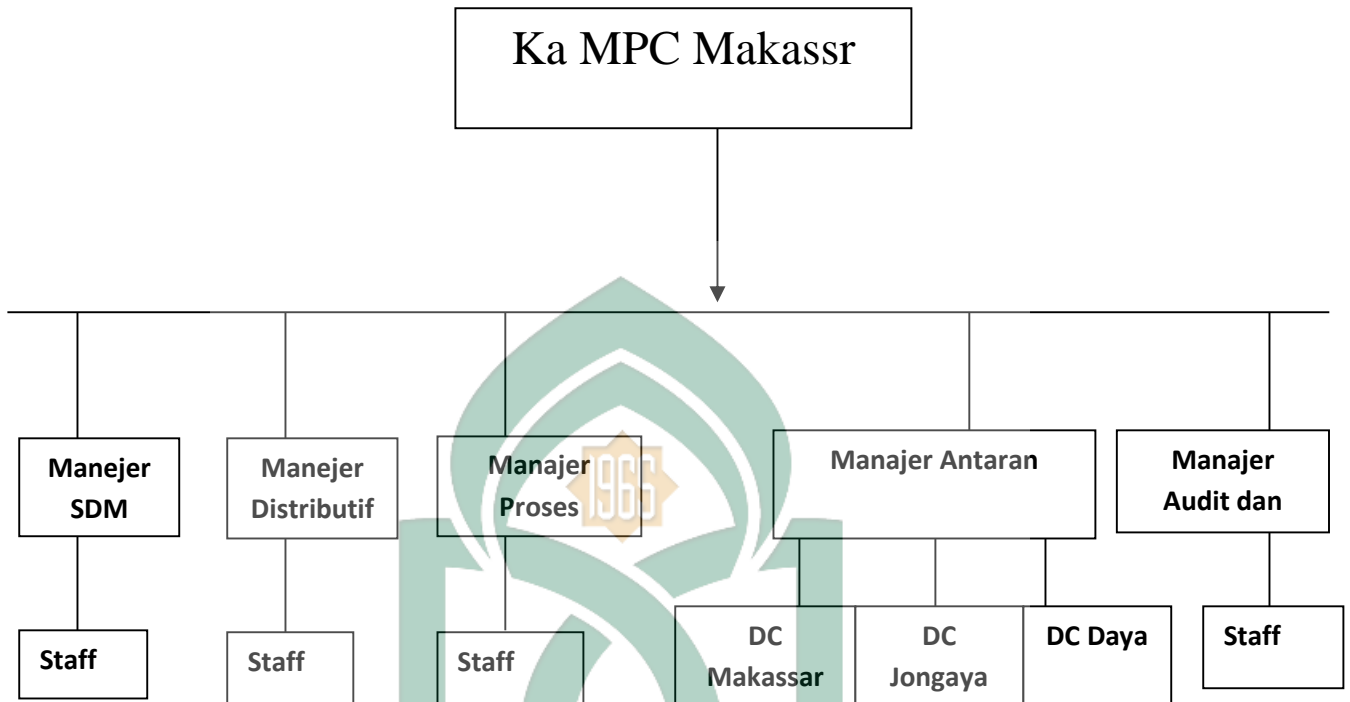 Ka MPC Makassr
Manejer
SDM
Manejer
Distributif
Manajer
Proses
Manajer Antaran
Manajer
Audit dan
1965
Staff
Staff
Staff
DC
Makassar
DC
Jongaya
DC Daya
Staff